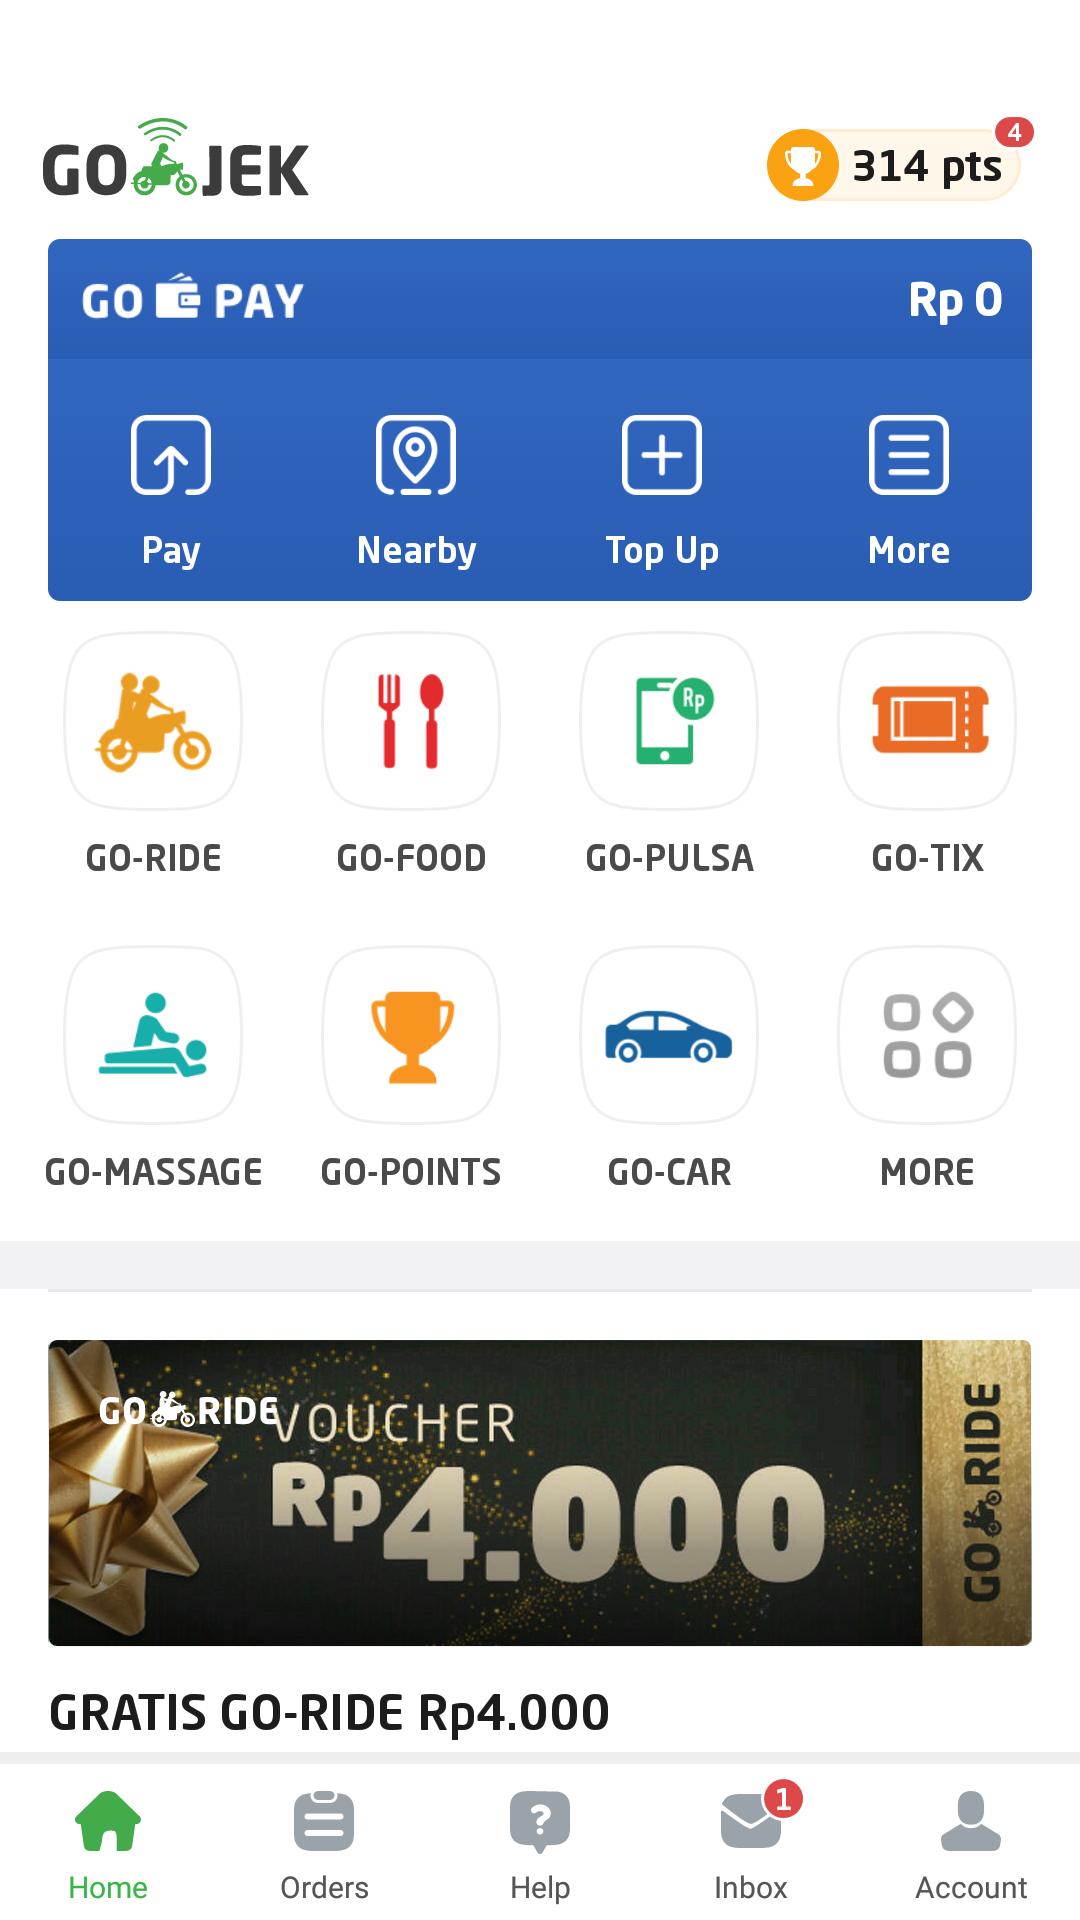 GO JEK
4
314 pts
GO PAY
Rp 0
Pay
Nearby
Top Up
More
Rp
GO-RIDE
GO-FOOD
GO-PULSA
GO-TIX
GO-MASSAGE
GO-POINTS
GO-CAR
MORE
GO RIDE
VOUCHER
Rp4.000
GO RIDE
GRATIS GO-RIDE Rp4.000
?
1
Home
Orders
Help
Inbox
Account